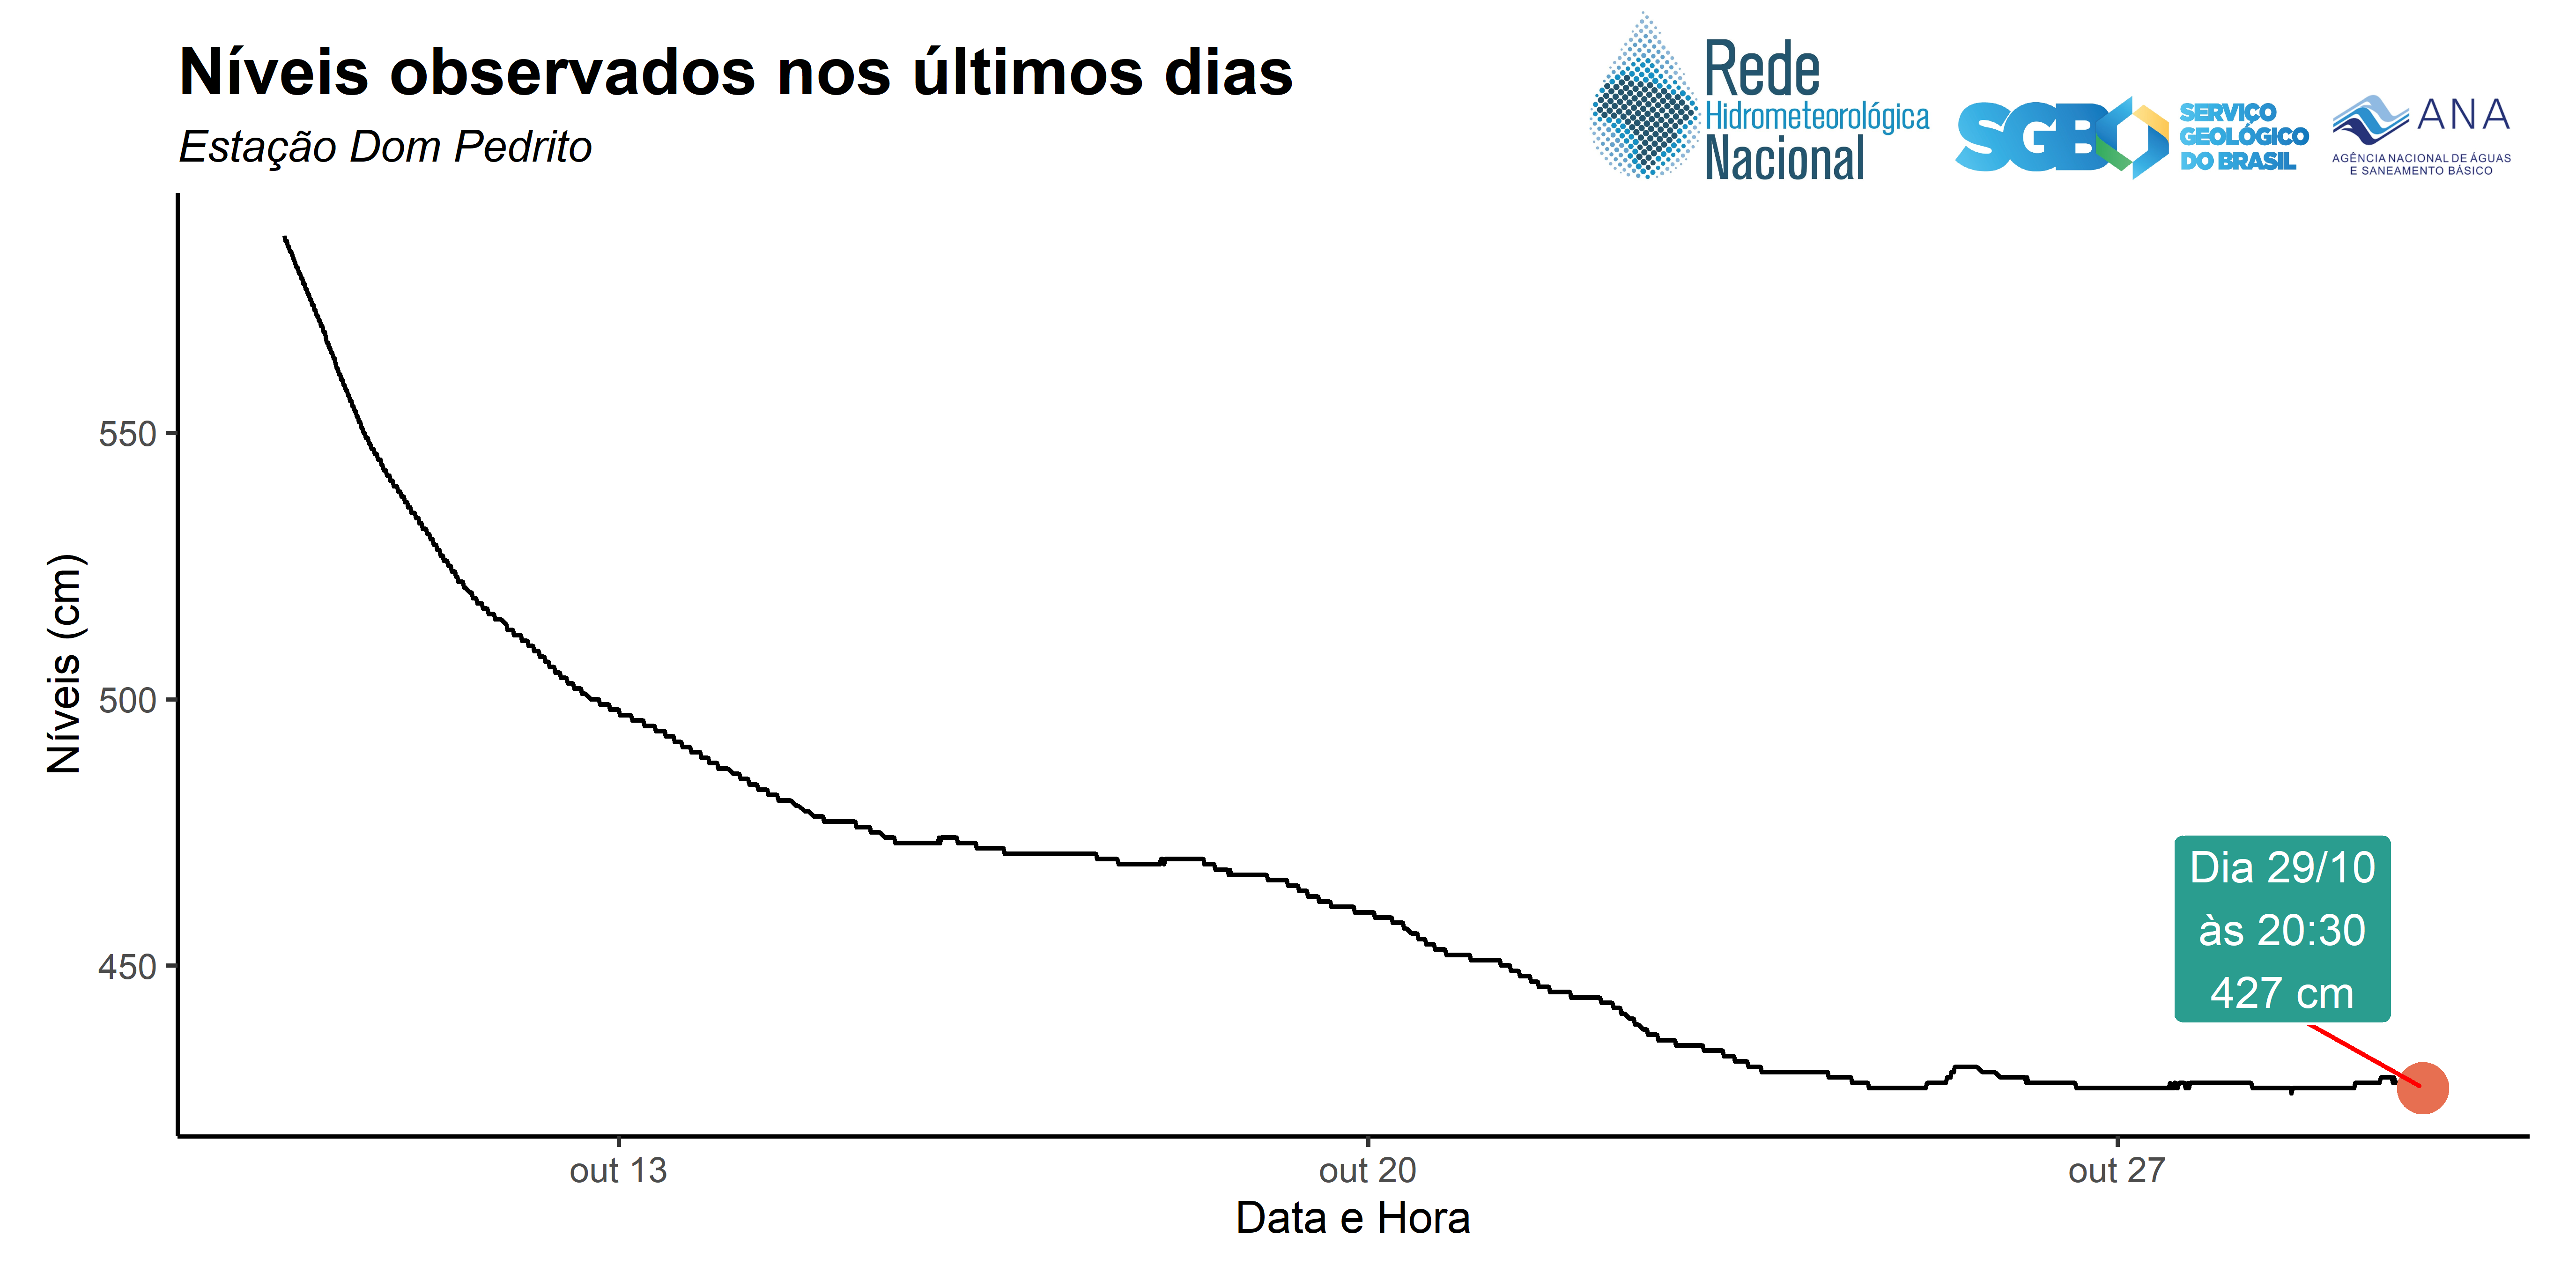 Níveis observados nos últimos dias
Estação Dom Pedrito
Rede
Hidrometeorológica
Nacional
SGB
SERVIÇO
GEOLÓGICO
DO BRASIL
ANA
AGÊNCIA NACIONAL DE ÁGUAS
E SANEAMENTO BÁSICO
Níveis (cm)
550
500
450
Dia 29/10
às 20:30
427 cm
out 13
out 20
out 27
Data e Hora